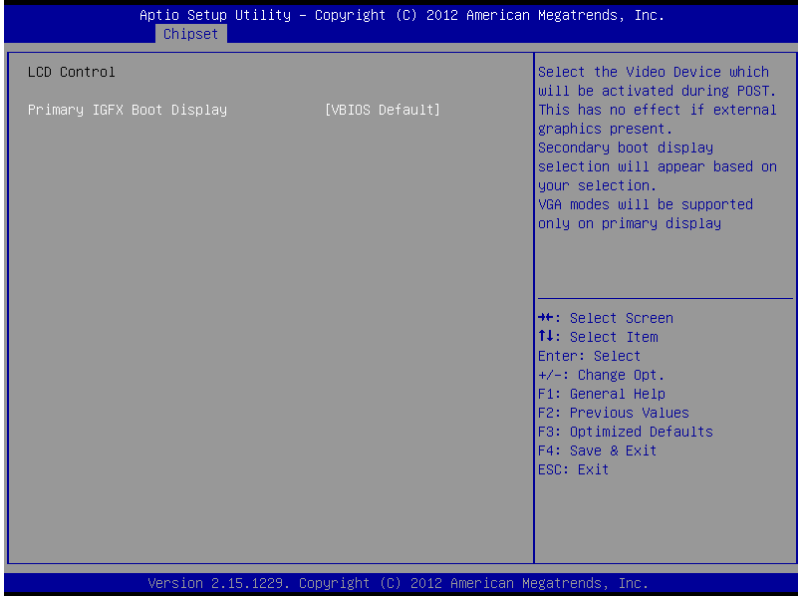 Aptio Setup Utility – Copyright (C) 2012 American Megatrends, Inc.
Chipset
LCD Control
Primary IGFX Boot Display [VBIOS Default]
Select the Video Device which
will be activated during POST.
This has no effect if external
graphics present.
Secondary boot display
selection will appear based on
your selection.
VGA modes will be supported
only on primary display
→←: Select Screen
↑↓: Select Item
Enter: Select
+/-: Change Opt.
F1: General Help
F2: Previous Values
F3: Optimized Defaults
F4: Save & Exit
ESC: Exit
Version 2.15.1229. Copyright (C) 2012 American Megatrends, Inc.